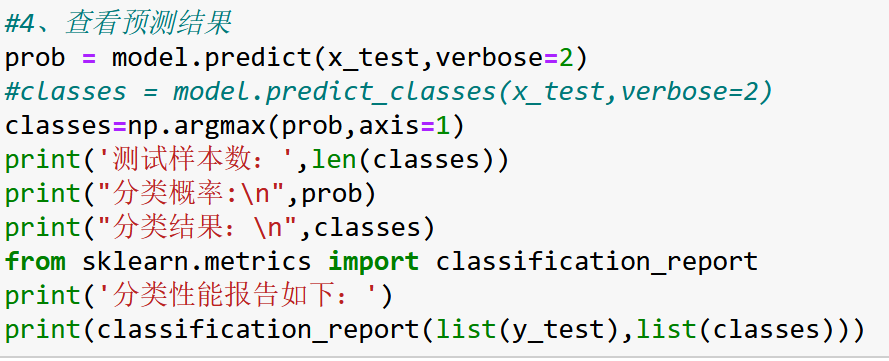 #4、查看预测结果
prob = model.predict(x_test,verbose=2)
#classes = model.predict_classes(x_test,verbose=2)
classes=np.argmax(prob,axis=1)
print('测试样本数：',len(classes))
print("分类概率:\n",prob)
print("分类结果：\n",classes)
from sklearn.metrics import classification_report
print('分类性能报告如下：')
print(classification_report(list(y_test),list(classes)))